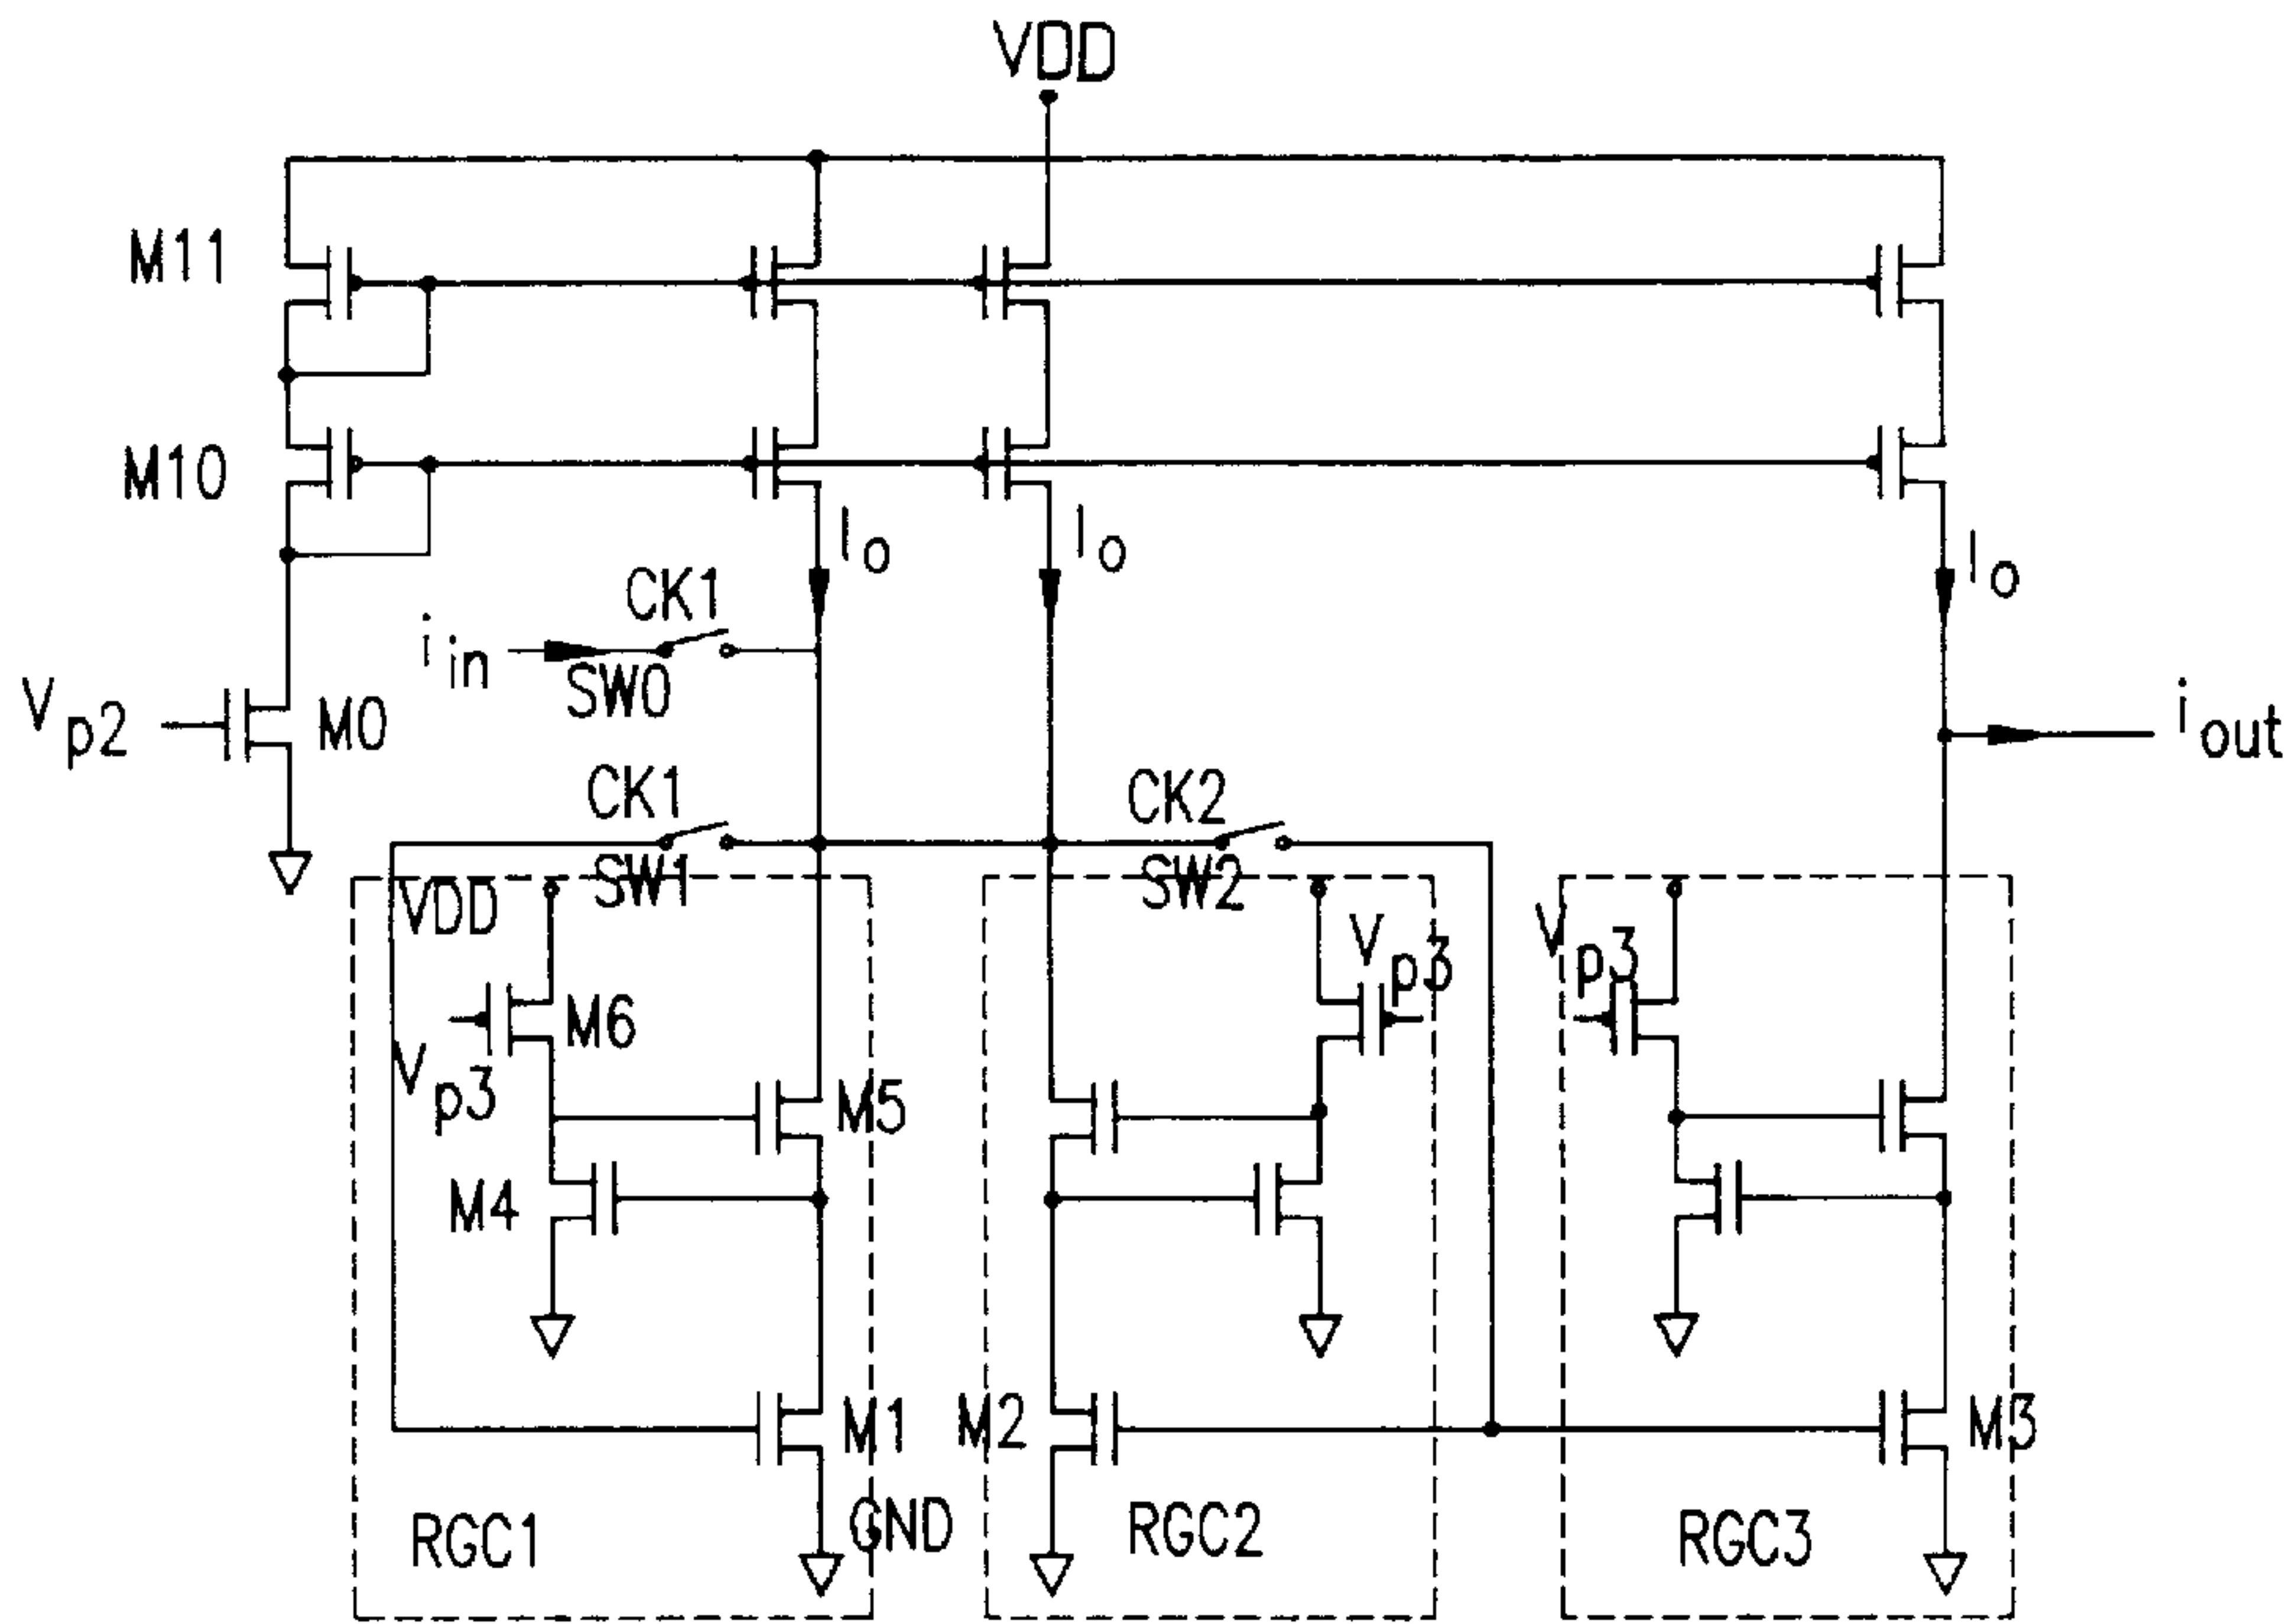 VDD
M11
M10
Io
Io
Io
CK1
iin
SW0
Vp2
M0
iout
CK1
CK2
SW1
SW2
VDD
Vp3
Vp3
M6
Vp3
M5
M4
M1
M2
M3
GND
RGC1
RGC2
RGC3